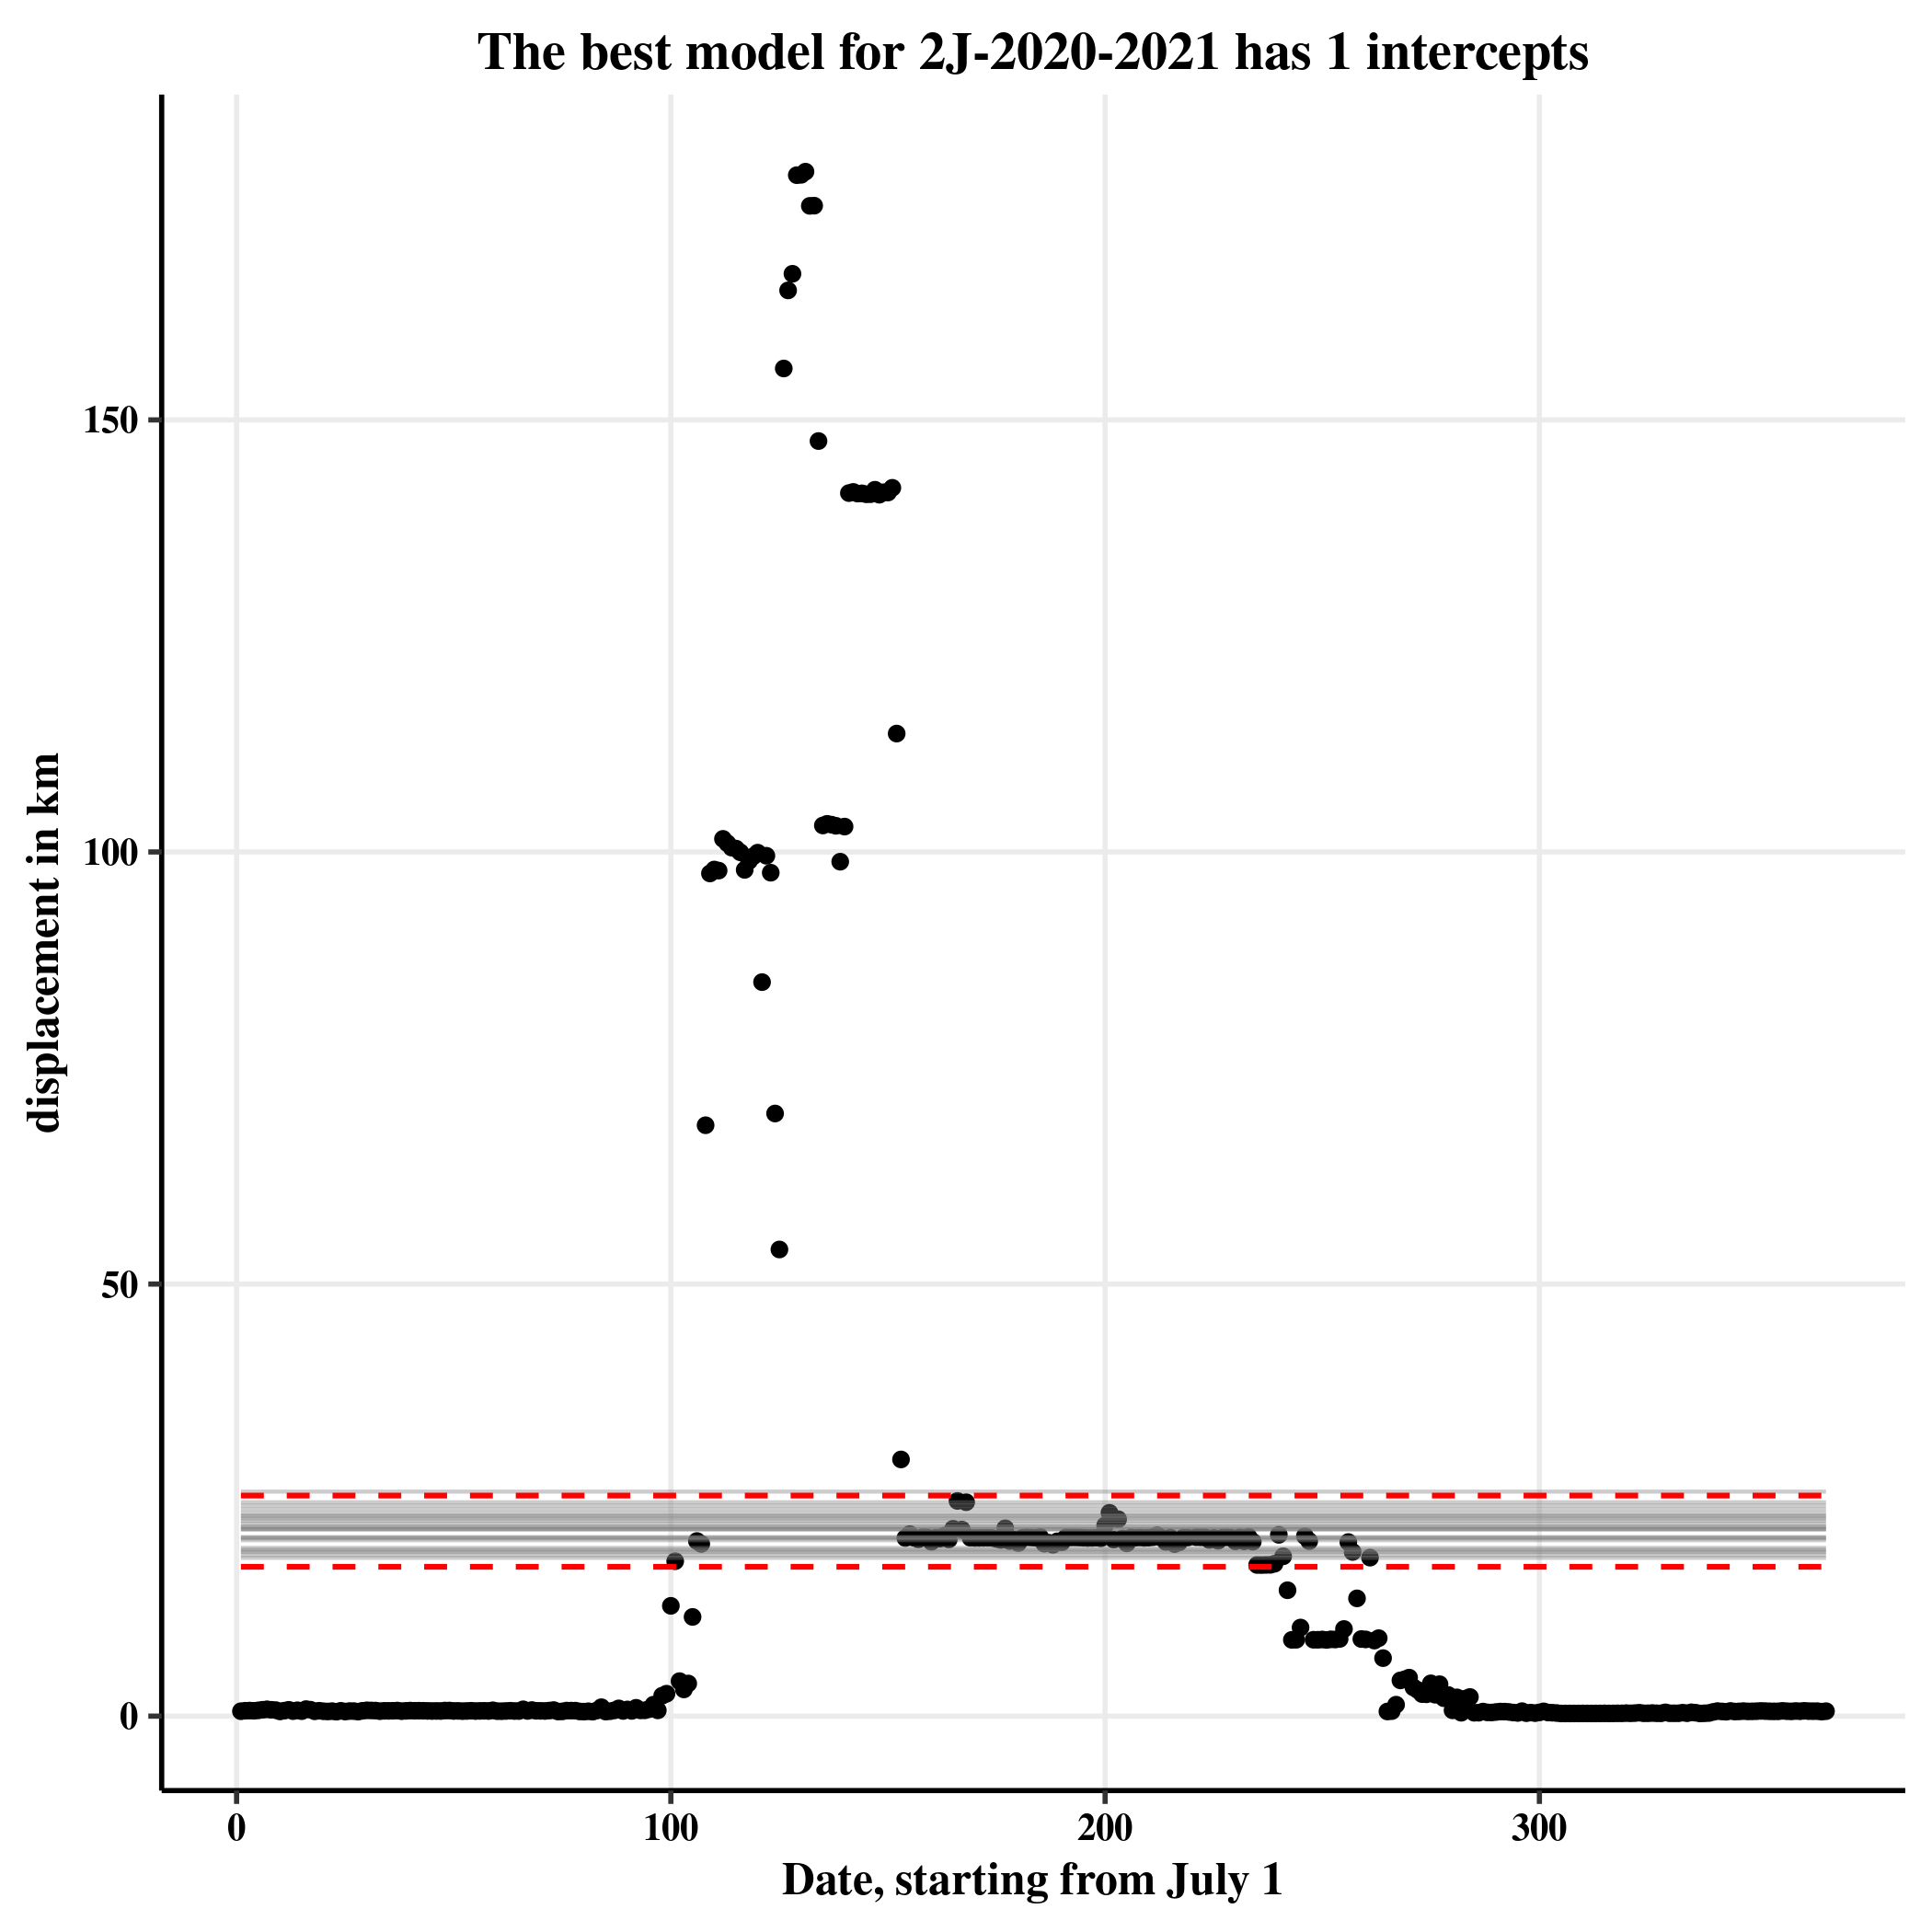 The best model for 2J-2020-2021 has 1 intercepts
displacement in km
150
100
50
0
0 100 200 300
Date, starting from July 1